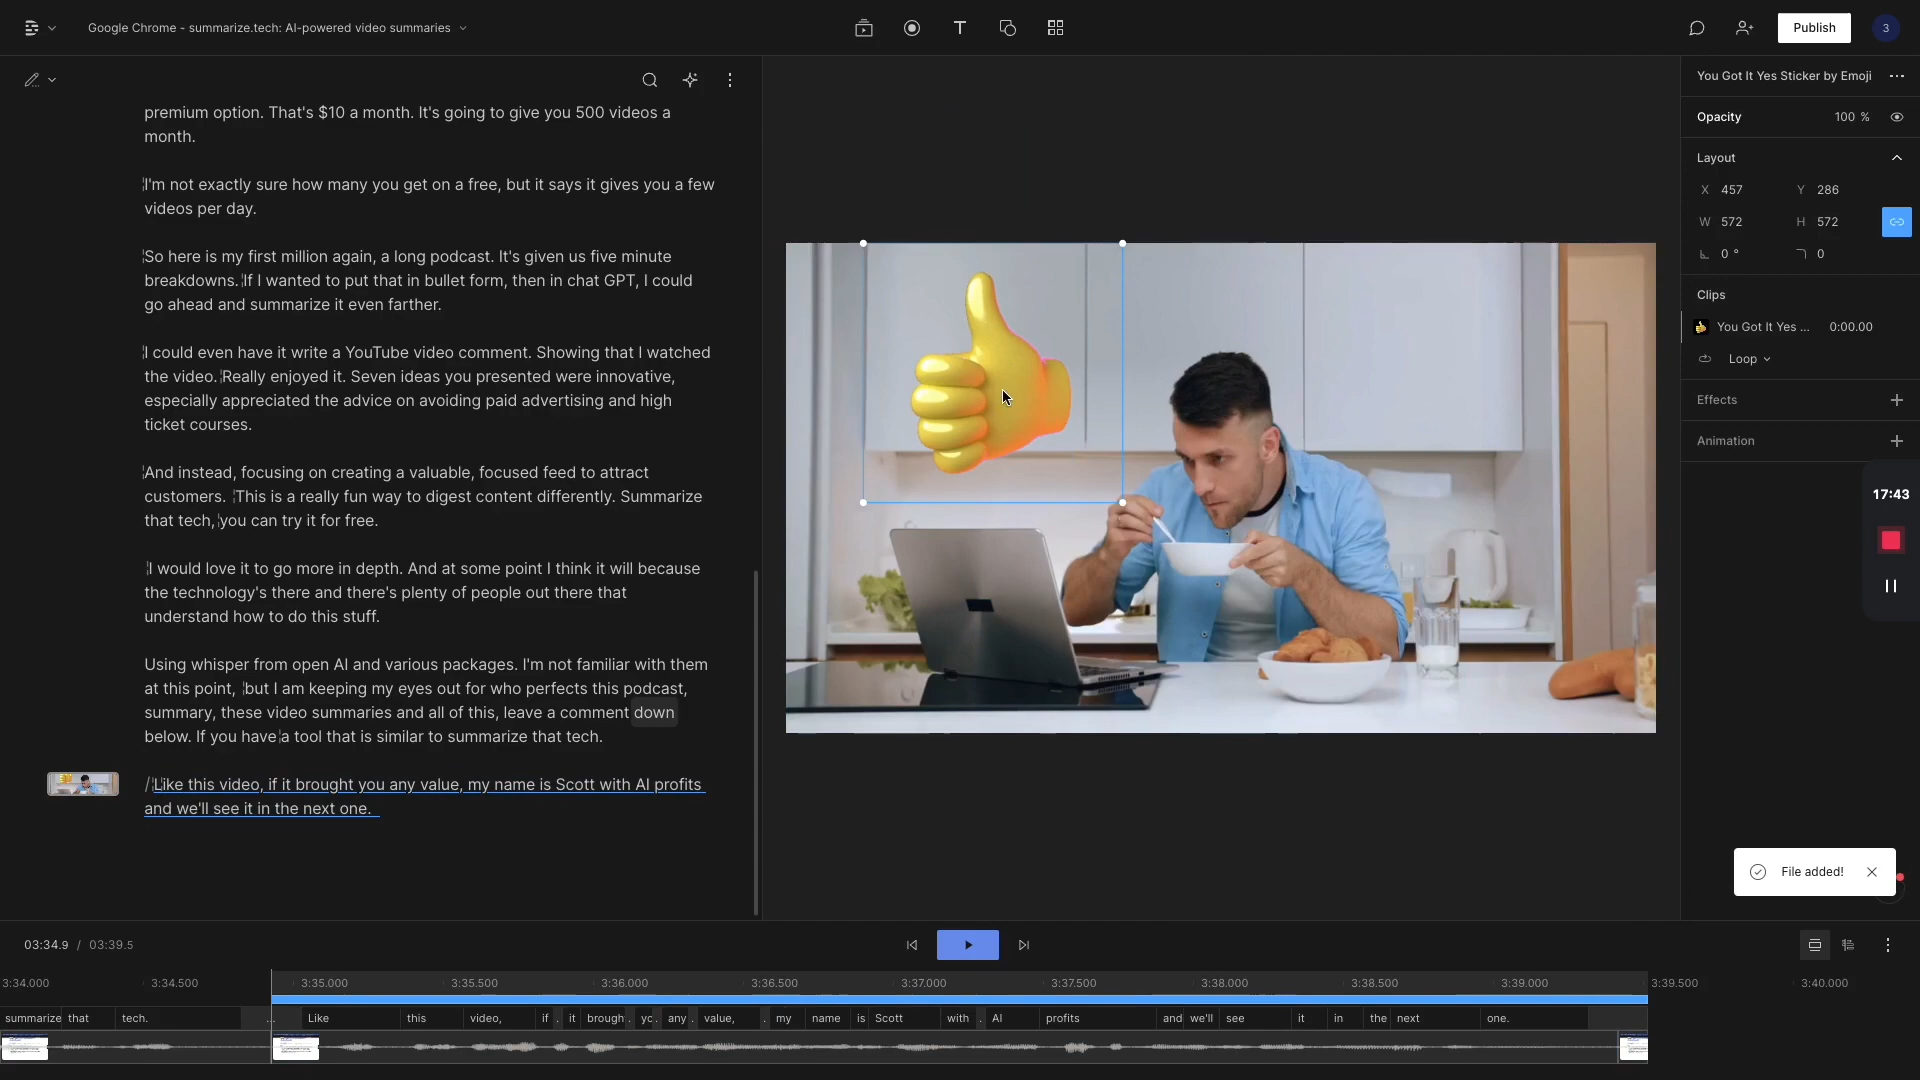 Google Chrome - summarize.tech: AI-powered video summaries
Publish
3
premium option. That's $10 a month. It's going to give you 500 videos a
month.
I'm not exactly sure how many you get on a free, but it says it gives you a few
videos per day.
So here is my first million again, a long podcast. It's given us five minute
breakdowns. If I wanted to put that in bullet form, then in chat GPT, I could
go ahead and summarize it even farther.
I could even have it write a YouTube video comment. Showing that I watched
the video. Really enjoyed it. Seven ideas you presented were innovative,
especially appreciated the advice on avoiding paid advertising and high
ticket courses.
And instead, focusing on creating a valuable, focused feed to attract
customers. This is a really fun way to digest content differently. Summarize
that tech, you can try it for free.
I would love it to go more in depth. And at some point I think it will because
the technology's there and there's plenty of people out there that
understand how to do this stuff.
Using whisper from open AI and various packages. I'm not familiar with them
at this point, but I am keeping my eyes out for who perfects this podcast,
summary, these video summaries and all of this, leave a comment down
below. If you have a tool that is similar to summarize that tech.
/ Like this video, if it brought you any value, my name is Scott with AI profits
and we'll see it in the next one.
You Got It Yes Sticker by Emoji
Opacity 100 %
Layout
X 457 Y 286
W 572 H 572
0 ° 0
Clips
You Got It Yes ... 0:00.00
Loop
Effects
Animation
17:43
File added!
03:34.9 / 03:39.5
3:34.000 3:34.500 3:35.000 3:35.500 3:36.000 3:36.500 3:37.000 3:37.500 3:38.000 3:38.500 3:39.000 3:39.500 3:40.000
summarize that tech. ... Like this video, if . it brough . yc . any . value, . my name is Scott with . AI profits and we'll see it in the next one.